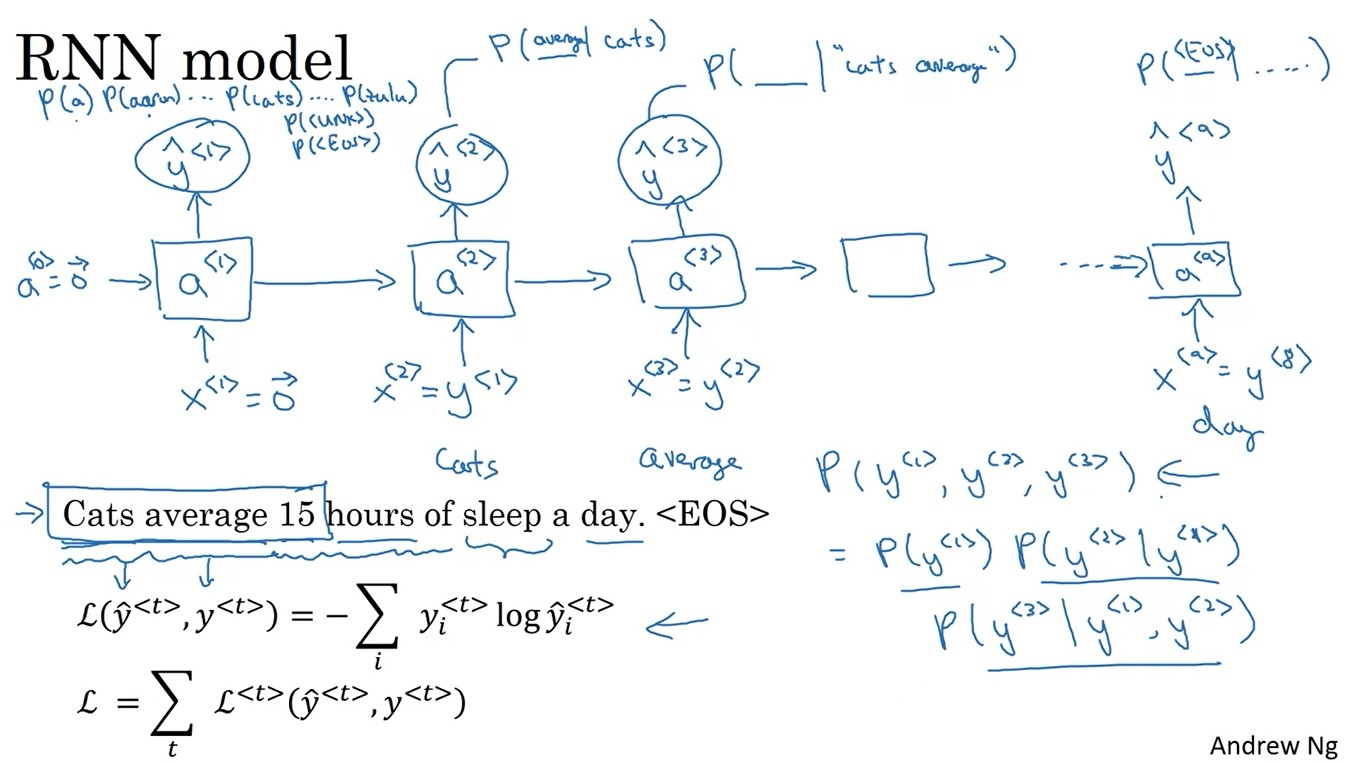 RNN model
P(a) P(aaron) ... P(cats) .... P(zulu)
P(<UNK>)
P(<EOS>)
P(average| cats)
P(___ | "cats average")
P(<EOS>| .....)
ŷ<1>
ŷ<2>
ŷ<3>
ŷ<9>
a<0> = 0⃗
a<1>
a<2>
a<3>
a<9>
x<1> = 0⃗
x<2> = y<1>
x<3> = y<2>
x<9> = y<8>
Cats
average
day
Cats average 15 hours of sleep a day. <EOS>
P(y<1>, y<2>, y<3>)
= P(y<1>) P(y<2> | y<1>)
P(y<3> | y<1>, y<2>)
ℒ(ŷ<t>, y<t>) = − ∑i yi<t> log ŷi<t>
ℒ = ∑t ℒ<t>(ŷ<t>, y<t>)
Andrew Ng